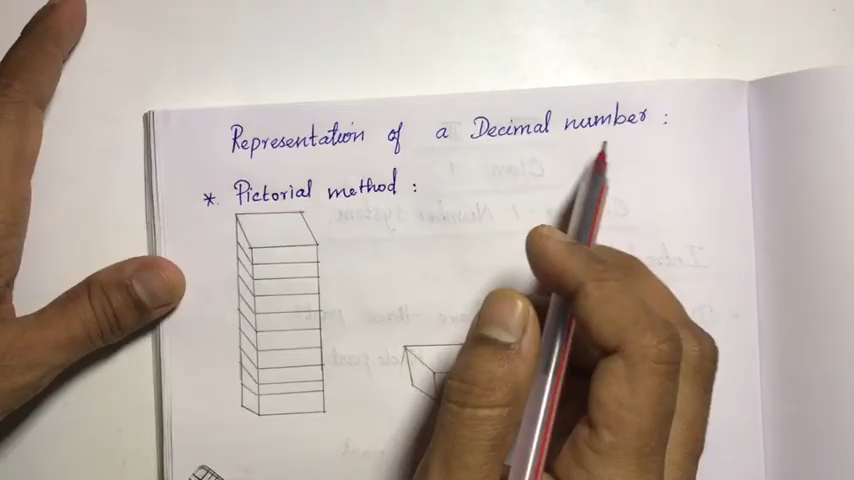 Representation of a Decimal number :
* Pictorial method :